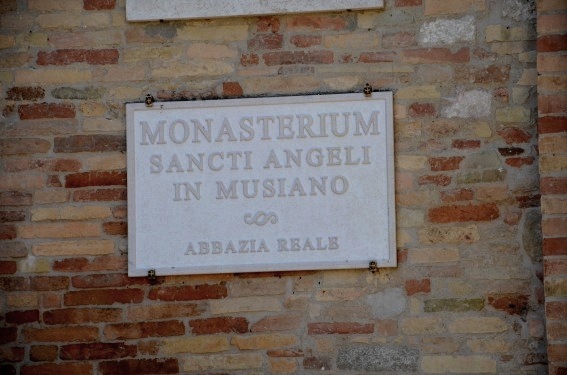 MONASTERIUM
SANCTI ANGELI
IN MUSIANO
ABBAZIA REALE